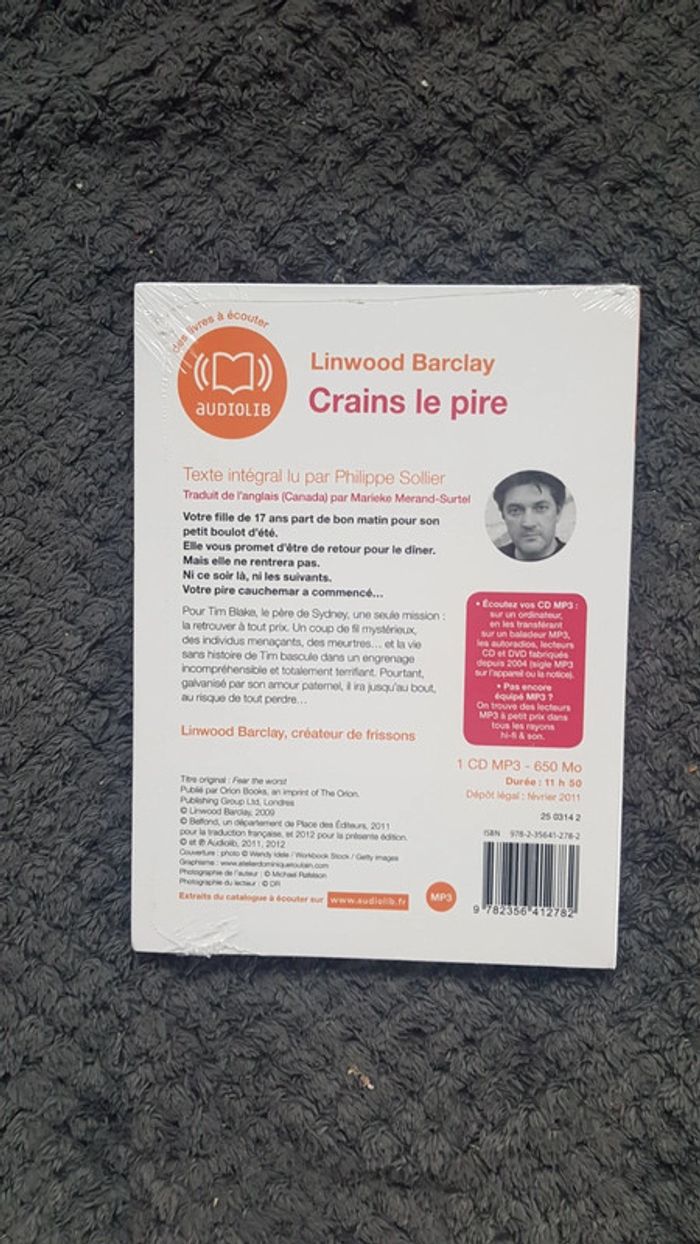 des livres à écouter
AUDIOLIB
Linwood Barclay
Crains le pire
Texte intégral lu par Philippe Sollier
Traduit de l'anglais (Canada) par Marieke Merand-Surtel
Votre fille de 17 ans part de bon matin pour son
petit boulot d'été.
Elle vous promet d'être de retour pour le dîner.
Mais elle ne rentrera pas.
Ni ce soir là, ni les suivants.
Votre pire cauchemar a commencé...
Pour Tim Blake, le père de Sydney, une seule mission :
la retrouver à tout prix. Un coup de fil mystérieux,
des individus menaçants, des meurtres... et la vie
sans histoire de Tim bascule dans un engrenage
incompréhensible et totalement terrifiant. Pourtant,
galvanisé par son amour paternel, il ira jusqu'au bout,
au risque de tout perdre...
Linwood Barclay, créateur de frissons
• Écoutez vos CD MP3 :
sur un ordinateur,
en les transférant
sur un baladeur MP3,
les autoradios, lecteurs
CD et DVD fabriqués
depuis 2004 (sigle MP3
sur l'appareil ou la notice).
• Pas encore
équipé MP3 ?
On trouve des lecteurs
MP3 à petit prix dans
tous les rayons
hi-fi & son.
1 CD MP3 - 650 Mo
Durée : 11 h 50
Dépôt légal : février 2011
25 0314 2
ISBN 978-2-35641-278-2
9 782356 412782
Titre original : Fear the worst
Publié par Orion Books, an imprint of The Orion.
Publishing Group Ltd, Londres
© Linwood Barclay, 2009
© Belfond, un département de Place des Éditeurs, 2011
pour la traduction française, et 2012 pour la présente édition.
© et ℗ Audiolib, 2011, 2012
Couverture : photo © Wendy Idele / Workbook Stock / Getty Images
Graphisme : www.atelierdominiquetoutain.com
Photographie de l'auteur : © Michael Rafelson
Photographie du lecteur : © DR
Extraits du catalogue à écouter sur www.audiolib.fr
MP3